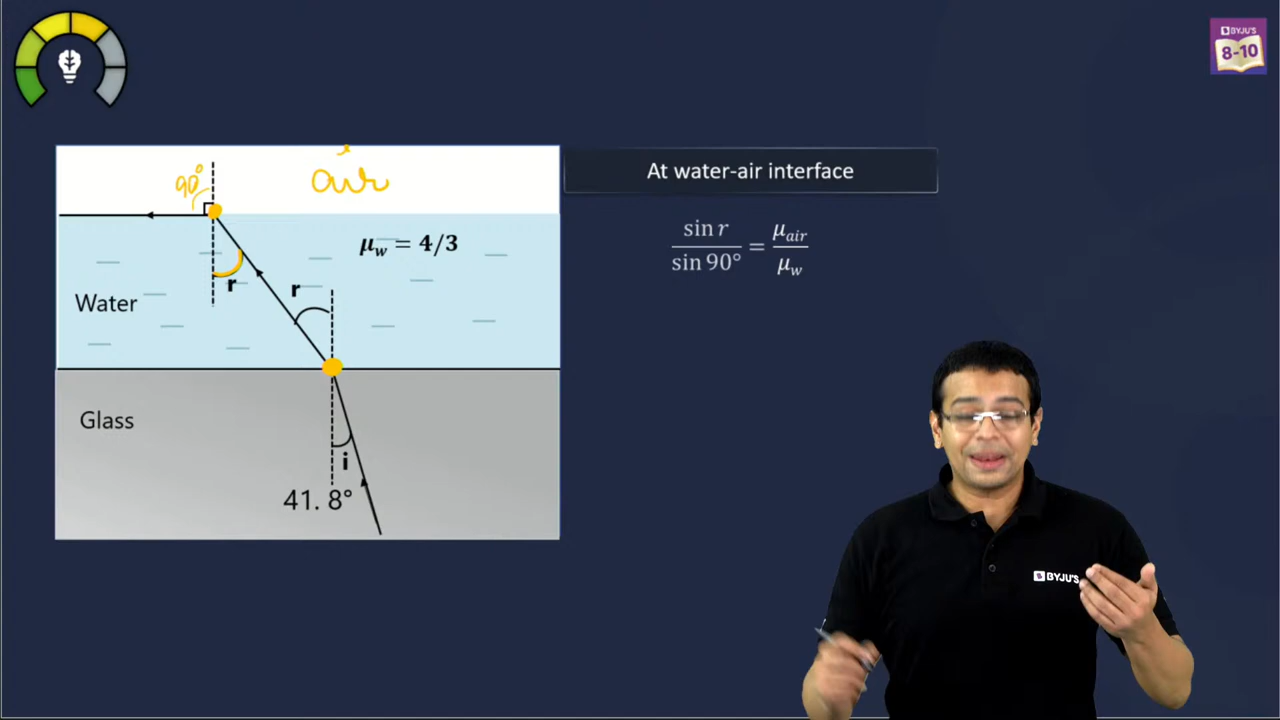 BYJU'S
8-10
90°
air
At water-air interface
sin r / sin 90° = μair / μw
μw = 4/3
r
r
Water
Glass
i
41. 8°
BYJU'S